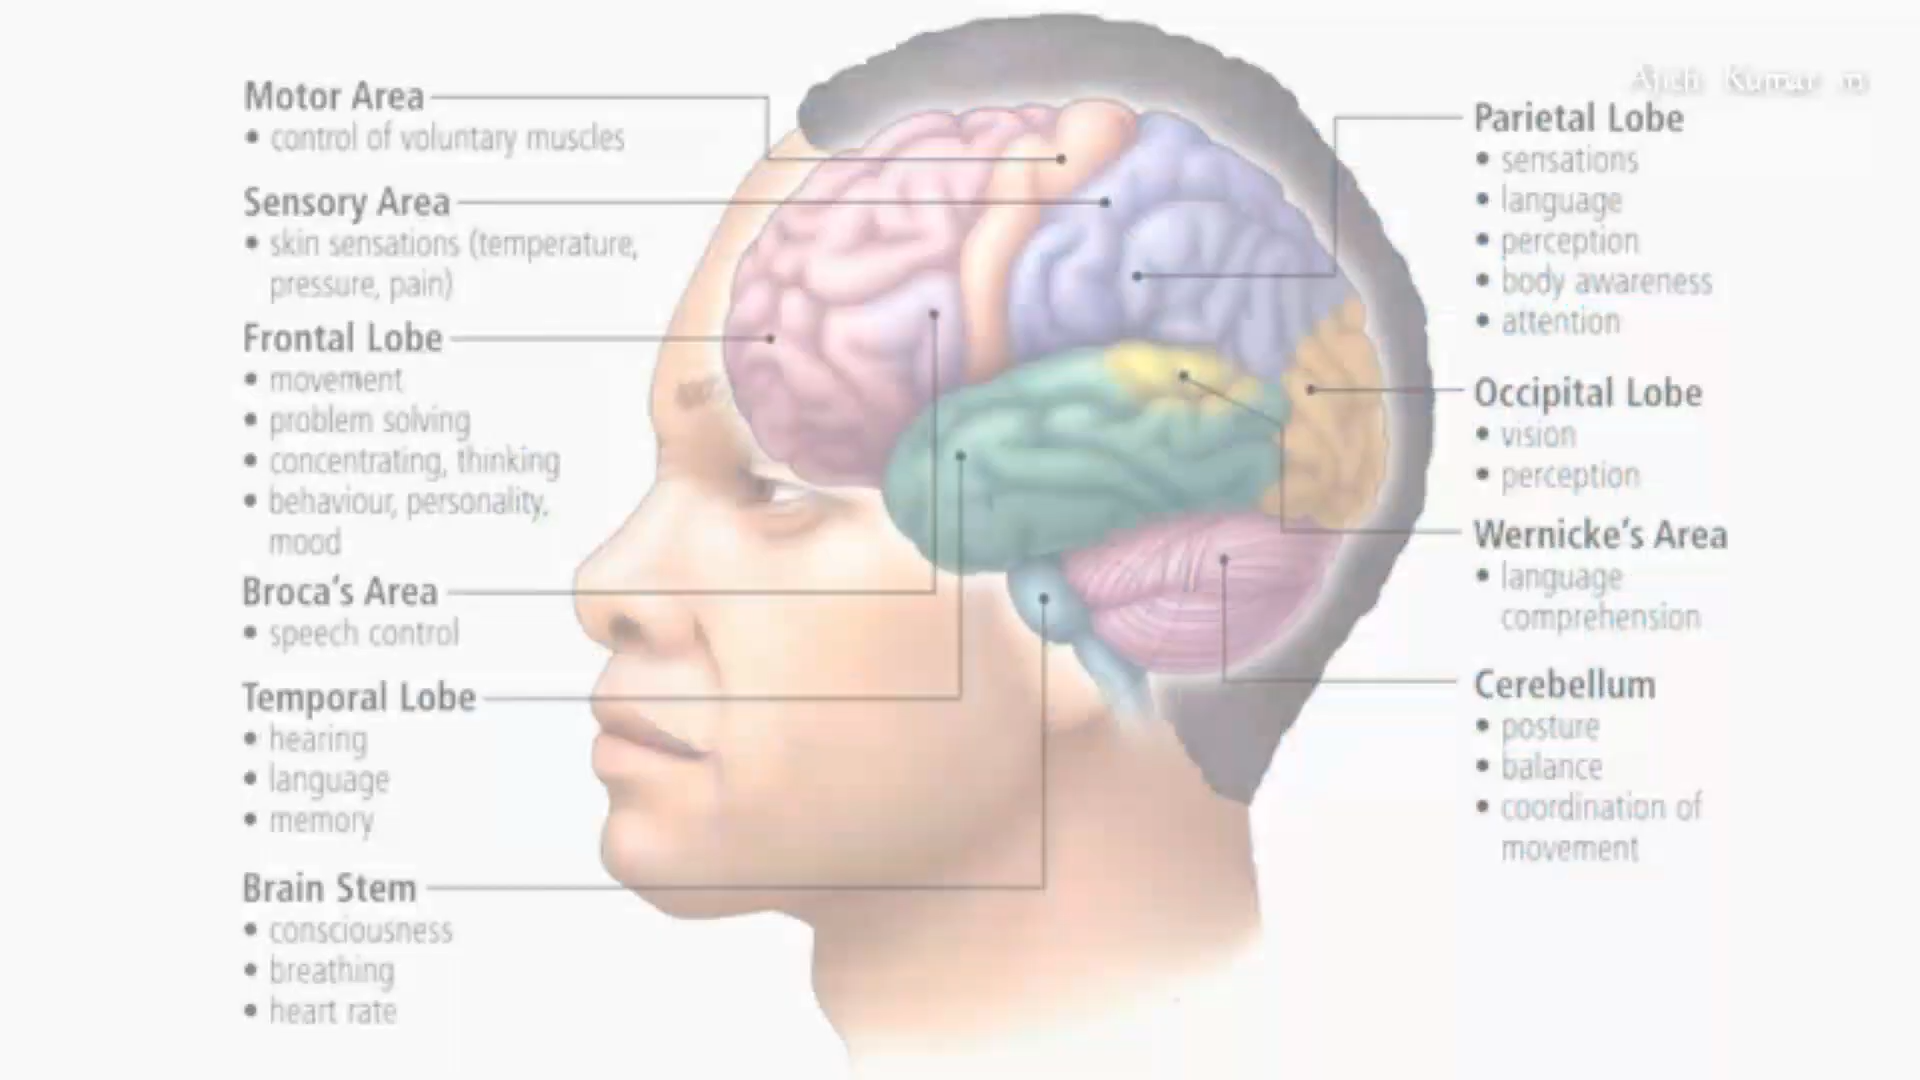 Motor Area
• control of voluntary muscles
Sensory Area
• skin sensations (temperature,
pressure, pain)
Frontal Lobe
• movement
• problem solving
• concentrating, thinking
• behaviour, personality,
mood
Broca's Area
• speech control
Temporal Lobe
• hearing
• language
• memory
Brain Stem
• consciousness
• breathing
• heart rate
Kumar
Parietal Lobe
• sensations
• language
• perception
• body awareness
• attention
Occipital Lobe
• vision
• perception
Wernicke's Area
• language
comprehension
Cerebellum
• posture
• balance
• coordination of
movement